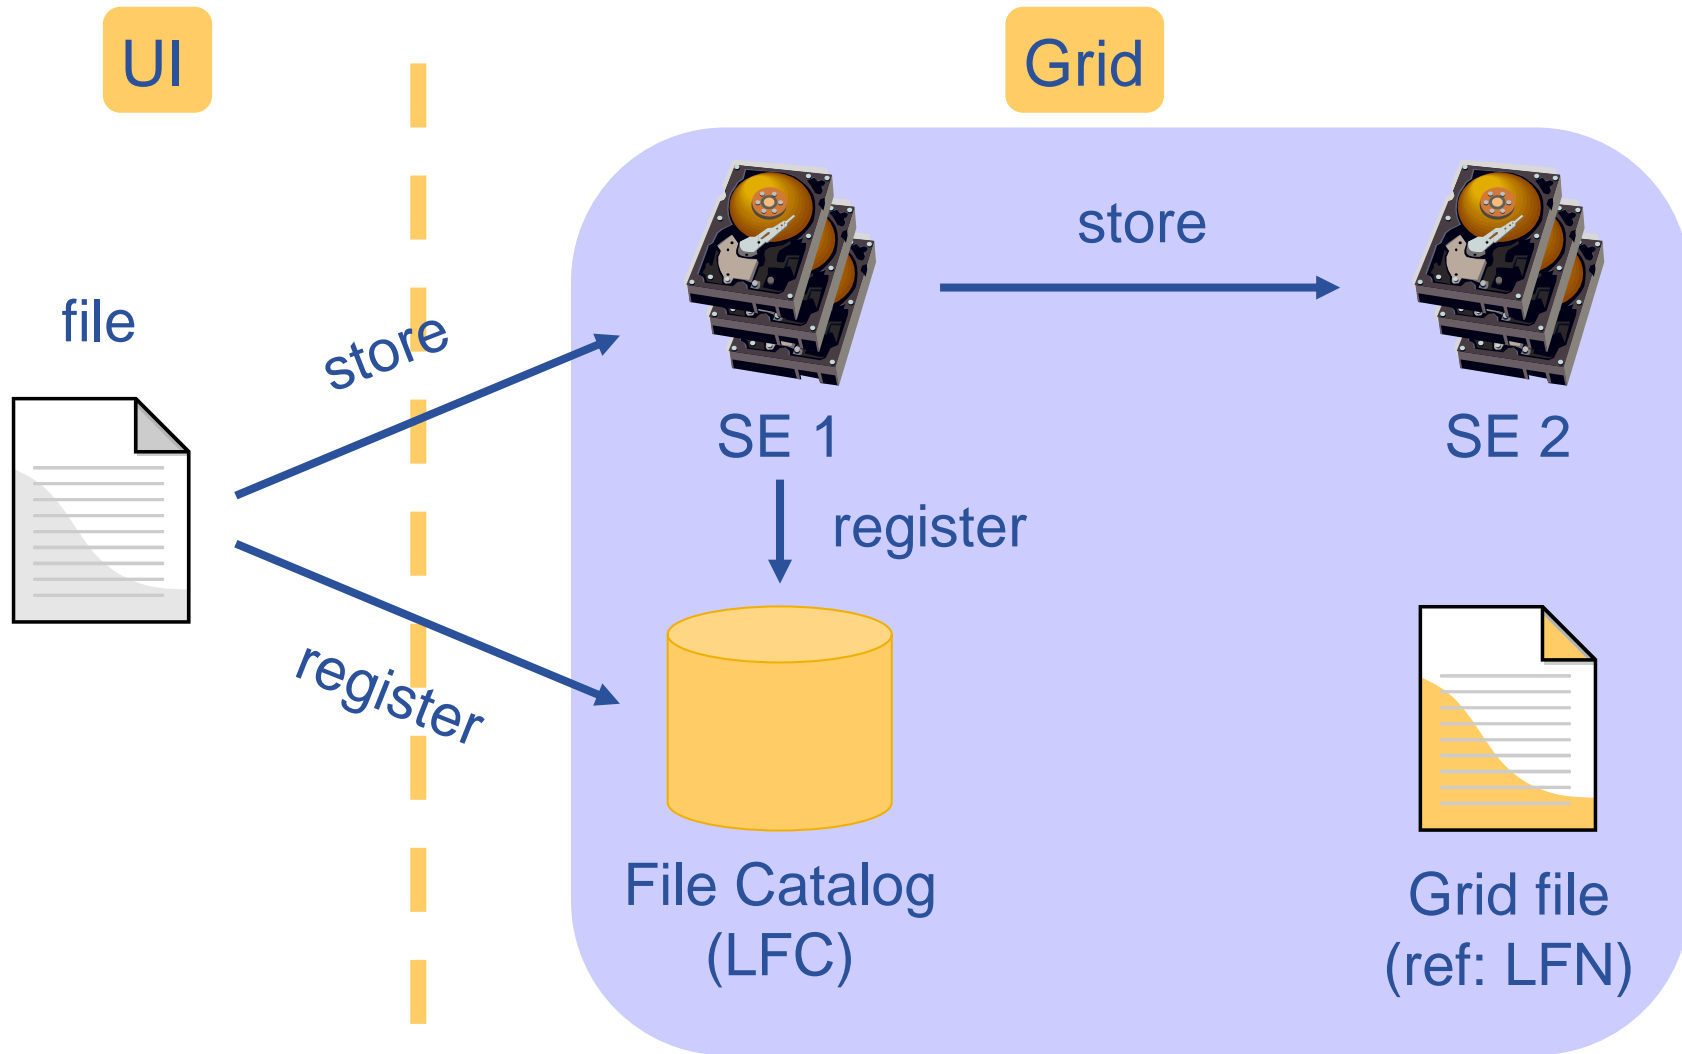 UI
Grid
file
store
store
SE 1
SE 2
register
register
File Catalog
(LFC)
Grid file
(ref: LFN)